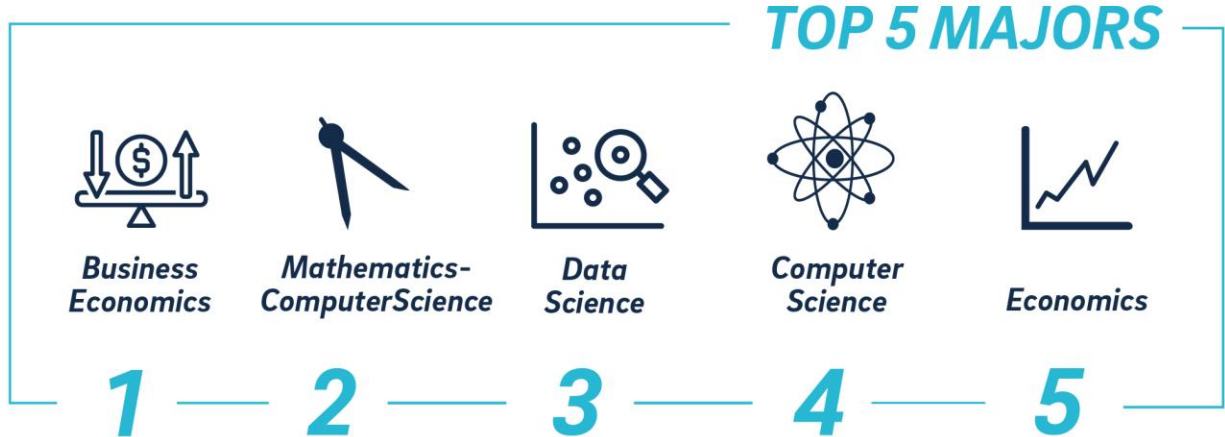 TOP 5 MAJORS
$
Business
Economics
Mathematics-
ComputerScience
Data
Science
Computer
Science
Economics
1
2
3
4
5